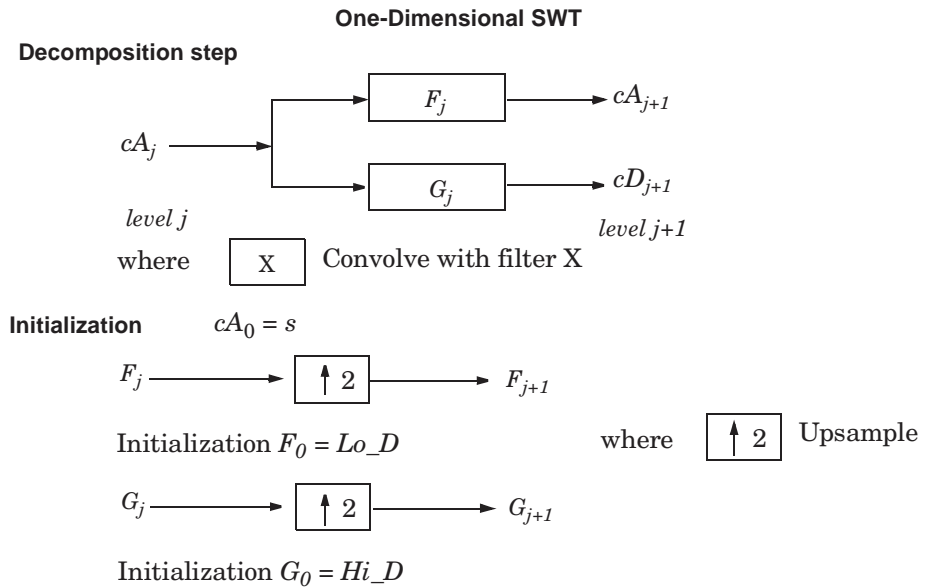 One-Dimensional SWT
Decomposition step
F_j
cA_{j+1}
cA_j
G_j
cD_{j+1}
level j
level j+1
where X Convolve with filter X
Initialization cA_0 = s
F_j ↑ 2 F_{j+1}
Initialization F_0 = Lo_D where ↑ 2 Upsample
G_j ↑ 2 G_{j+1}
Initialization G_0 = Hi_D